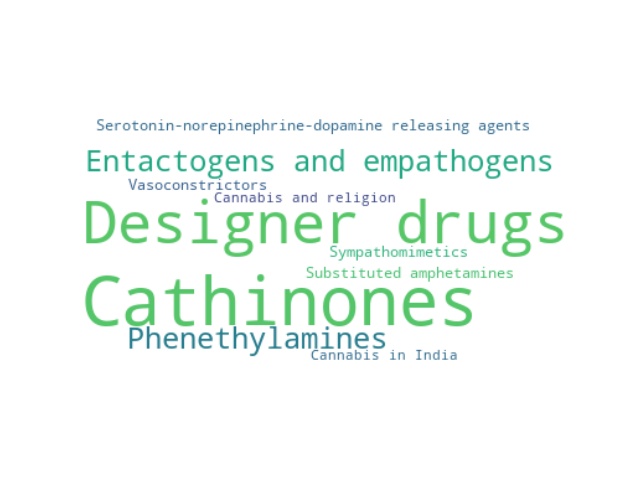 Serotonin-norepinephrine-dopamine releasing agents
Entactogens and empathogens
Vasoconstrictors
Cannabis and religion
Designer drugs
Sympathomimetics
Substituted amphetamines
Cathinones
Phenethylamines
Cannabis in India